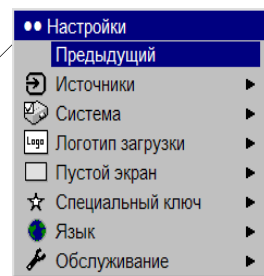 Настройки
Предыдущий
Источники
Система
Logo Логотип загрузки
Пустой экран
Специальный ключ
Язык
Обслуживание